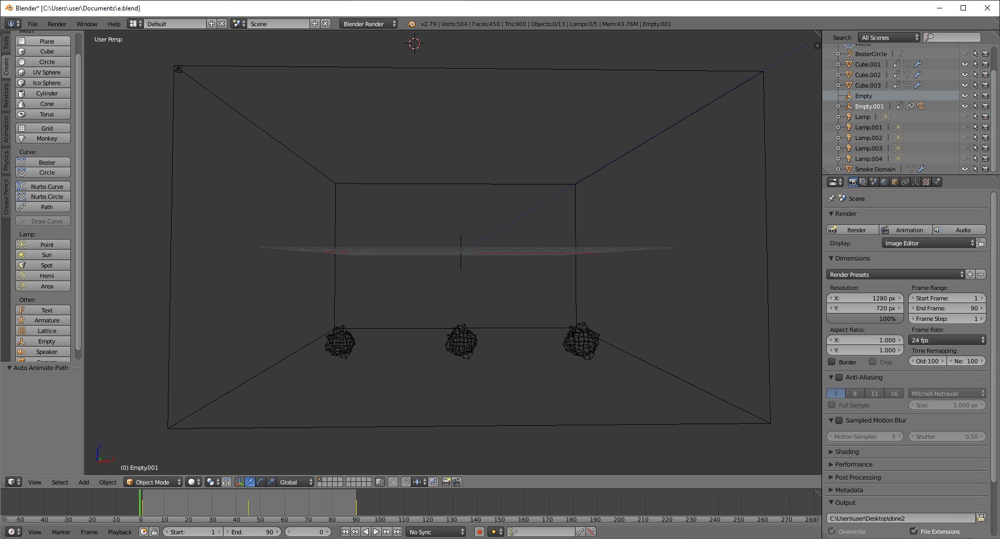 Blender* [C:\Users\user\Documents\e.blend]
File Render Window Help Default Scene Blender Render v2.79 | Verts:504 | Faces:450 | Tris:900 | Objects:0/13 | Lamps:0/5 | Mem:43.76M | Empty.001
Tools
Create
Relations
Animation
Physics
Grease Pencil
Mesh:
Plane
Cube
Circle
UV Sphere
Ico Sphere
Cylinder
Cone
Torus
Grid
Monkey
Curve:
Bezier
Circle
Nurbs Curve
Nurbs Circle
Path
Draw Curve
Lamp:
Point
Sun
Spot
Hemi
Area
Other:
Text
Armature
Lattice
Empty
Speaker
Camera
Auto Animate Path
User Persp
z
y
x
(0) Empty.001
View Select Add Object Object Mode Global
-50 -40 -30 -20 -10 0 10 20 30 40 50 60 70 80 90 100 110 120 130 140 150 160 170 180 190 200 210 220 230 240 250 260 270 280
View Marker Frame Playback Start: 1 End: 90 0 No Sync
Search All Scenes
World
BezierCircle
Cube.001
Cube.002
Cube.003
Empty
Empty.001
Lamp
Lamp.001
Lamp.002
Lamp.003
Lamp.004
Smoke Domain
Scene
Render
Render Animation Audio
Display: Image Editor
Dimensions
Render Presets
Resolution: Frame Range:
X: 1280 px Start Frame: 1
Y: 720 px End Frame: 90
100% Frame Step: 1
Aspect Ratio: Frame Rate:
X: 1.000 24 fps
Y: 1.000 Time Remapping:
Border Crop Old: 100 Ne: 100
Anti-Aliasing
5 8 11 16 Mitchell-Netravali
Full Sample Size: 1.000 px
Sampled Motion Blur
Motion Samples: 5 Shutter: 0.50
Shading
Performance
Post Processing
Metadata
Output
C:\Users\user\Desktop\done2
Overwrite File Extensions